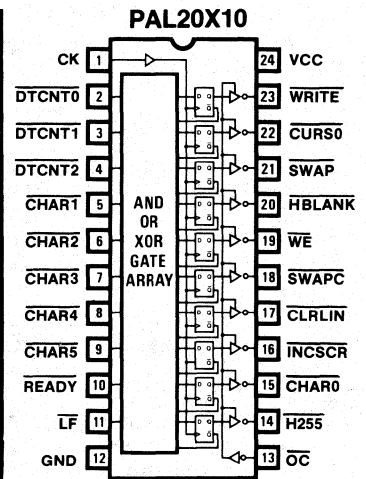 PAL20X10
CK 1
24 VCC
DTCNT0 2
23 WRITE
DTCNT1 3
22 CURS0
DTCNT2 4
21 SWAP
CHAR1 5
20 HBLANK
CHAR2 6
19 WE
CHAR3 7
18 SWAPC
CHAR4 8
17 CLRLIN
CHAR5 9
16 INCSCR
READY 10
15 CHAR0
LF 11
14 H255
GND 12
13 OC
AND
OR
XOR
GATE
ARRAY